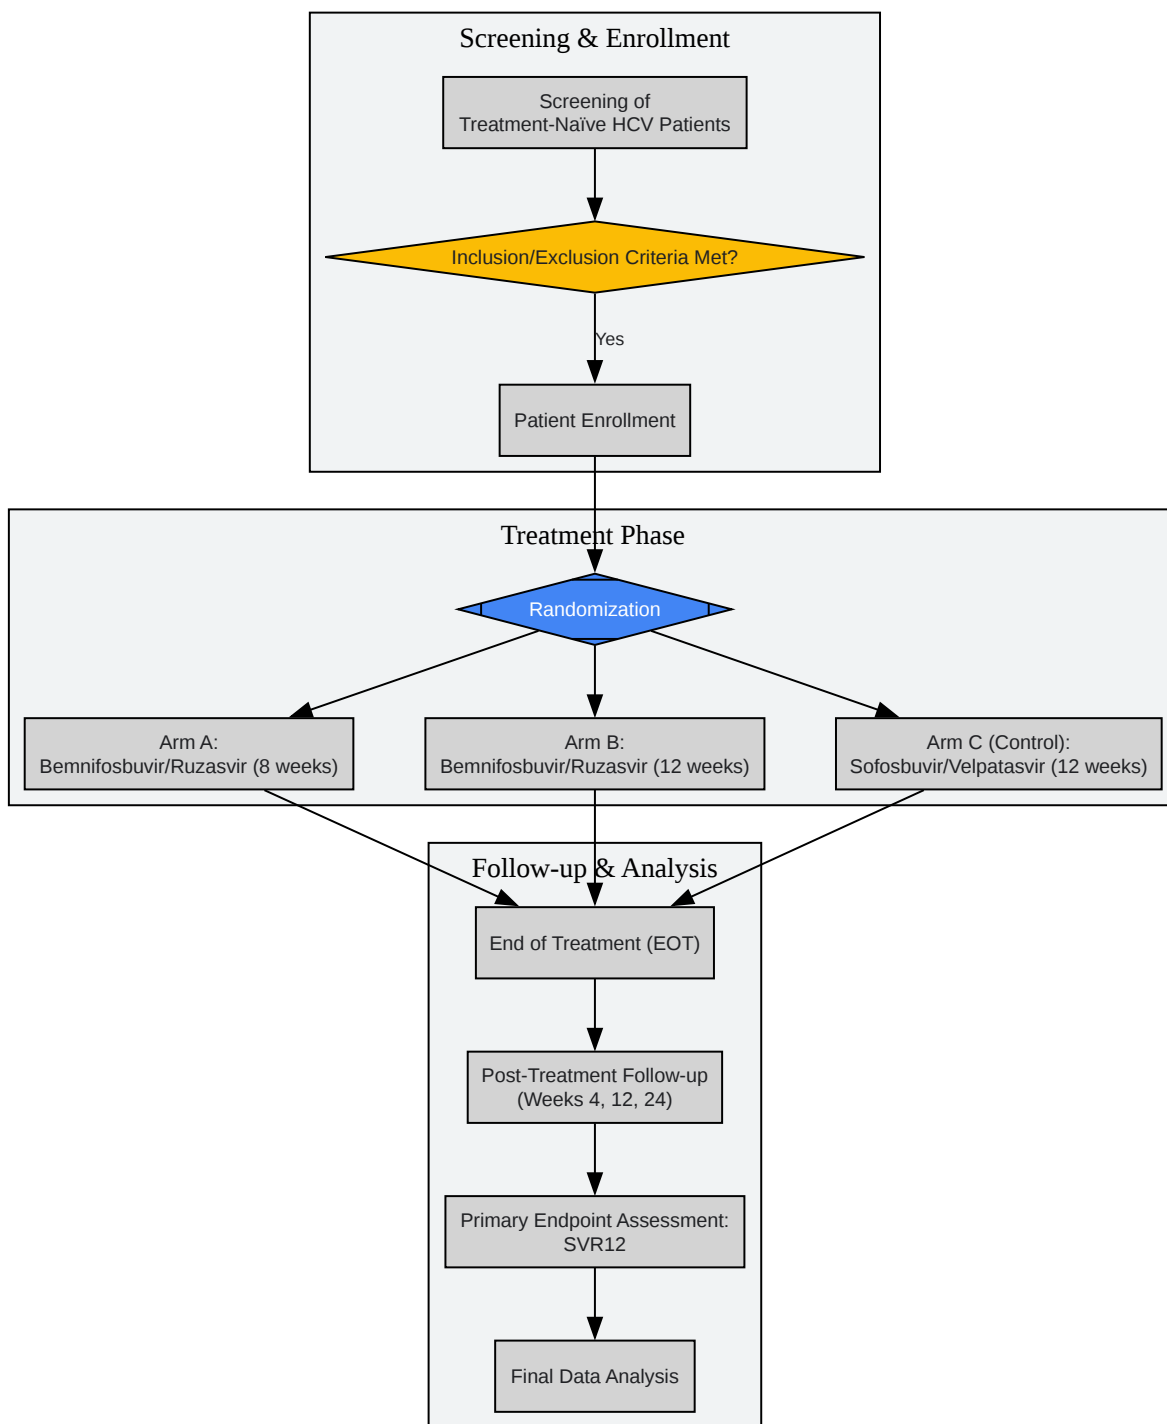 Screening & Enrollment
Screening of
Treatment-Naïve HCV Patients
Inclusion/Exclusion Criteria Met?
Yes
Patient Enrollment
Treatment Phase
Randomization
Arm A:
Bemnifosbuvir/Ruzasvir (8 weeks)
Arm B:
Bemnifosbuvir/Ruzasvir (12 weeks)
Arm C (Control):
Sofosbuvir/Velpatasvir (12 weeks)
Follow-up & Analysis
End of Treatment (EOT)
Post-Treatment Follow-up
(Weeks 4, 12, 24)
Primary Endpoint Assessment:
SVR12
Final Data Analysis